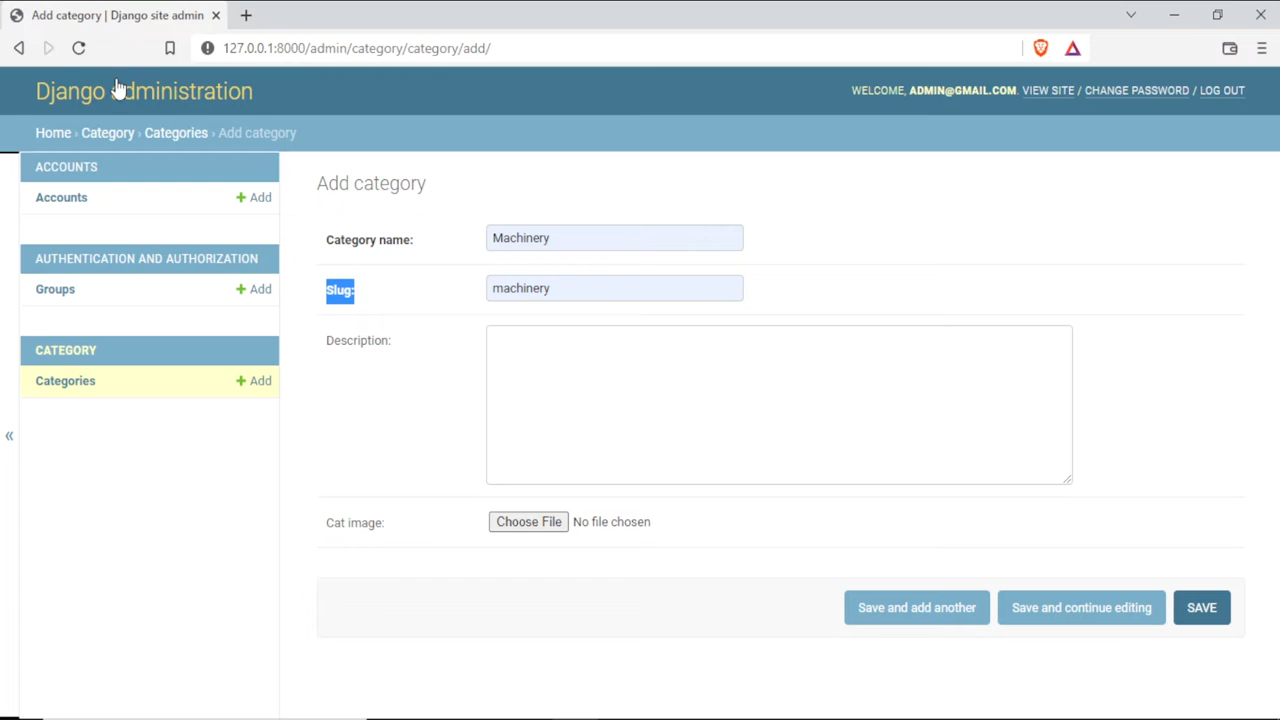 Add category | Django site admin
127.0.0.1:8000/admin/category/category/add/
Django administration
WELCOME, ADMIN@GMAIL.COM. VIEW SITE / CHANGE PASSWORD / LOG OUT
Home › Category › Categories › Add category
ACCOUNTS
Accounts
Add
AUTHENTICATION AND AUTHORIZATION
Groups
Add
CATEGORY
Categories
Add
«
Add category
Category name:
Machinery
Slug:
machinery
Description:
Cat image:
Choose File No file chosen
Save and add another
Save and continue editing
SAVE